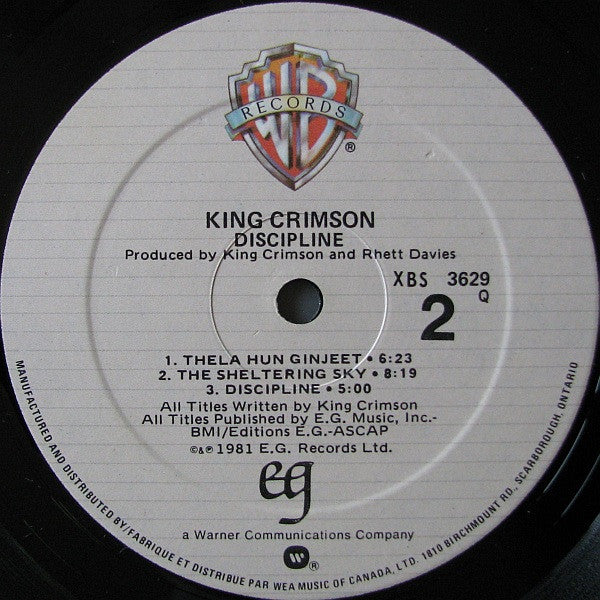 WB
RECORDS
®
KING CRIMSON
DISCIPLINE
Produced by King Crimson and Rhett Davies
XBS 3629
Q
2
1. THELA HUN GINJEET • 6:23
2. THE SHELTERING SKY • 8:19
3. DISCIPLINE • 5:00
All Titles Written by King Crimson
All Titles Published by E.G. Music, Inc.-
BMI/Editions E.G.-ASCAP
©&℗1981 E.G. Records Ltd.
eg
a Warner Communications Company
W ®
MANUFACTURED AND DISTRIBUTED BY/FABRIQUE ET DISTRIBUE PAR WEA MUSIC OF CANADA, LTD. 1810 BIRCHMOUNT RD., SCARBOROUGH, ONTARIO